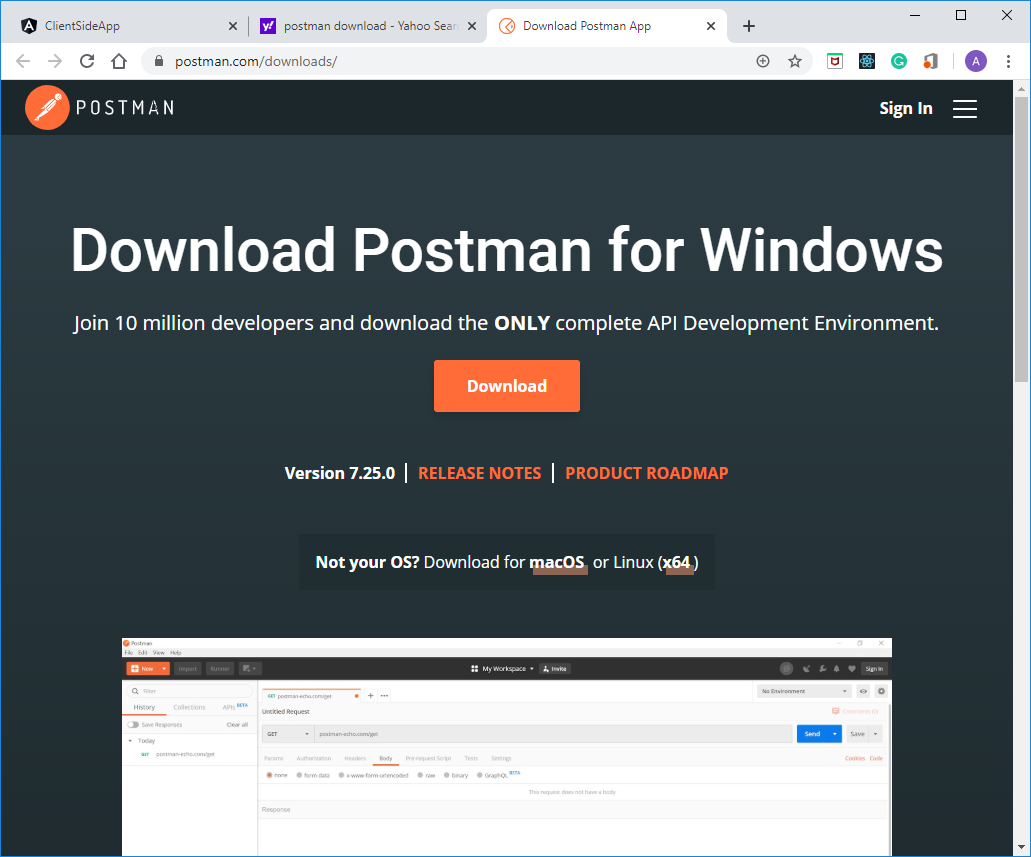 ClientSideApp
postman download - Yahoo Sear
Download Postman App
postman.com/downloads/
A
POSTMAN
Sign In
Download Postman for Windows
Join 10 million developers and download the ONLY complete API Development Environment.
Download
Version 7.25.0 | RELEASE NOTES | PRODUCT ROADMAP
Not your OS? Download for macOS or Linux (x64)
Postman
File Edit View Help
New Import Runner My Workspace Invite Sign In
Filter GET postman-echo.com/get No Environment
History Collections APIs BETA Untitled Request Comments (0)
Save Responses Clear all
Today GET postman-echo.com/get Send Save
GET postman-echo.com/get
Params Authorization Headers Body Pre-request Script Tests Settings Cookies Code
none form-data x-www-form-urlencoded raw binary GraphQL BETA
This request does not have a body
Response